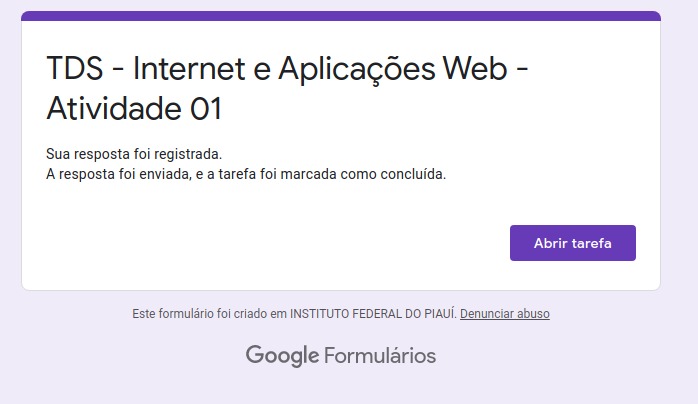 TDS - Internet e Aplicações Web -
Atividade 01
Sua resposta foi registrada.
A resposta foi enviada, e a tarefa foi marcada como concluída.
Abrir tarefa
Este formulário foi criado em INSTITUTO FEDERAL DO PIAUÍ. Denunciar abuso
Google Formulários